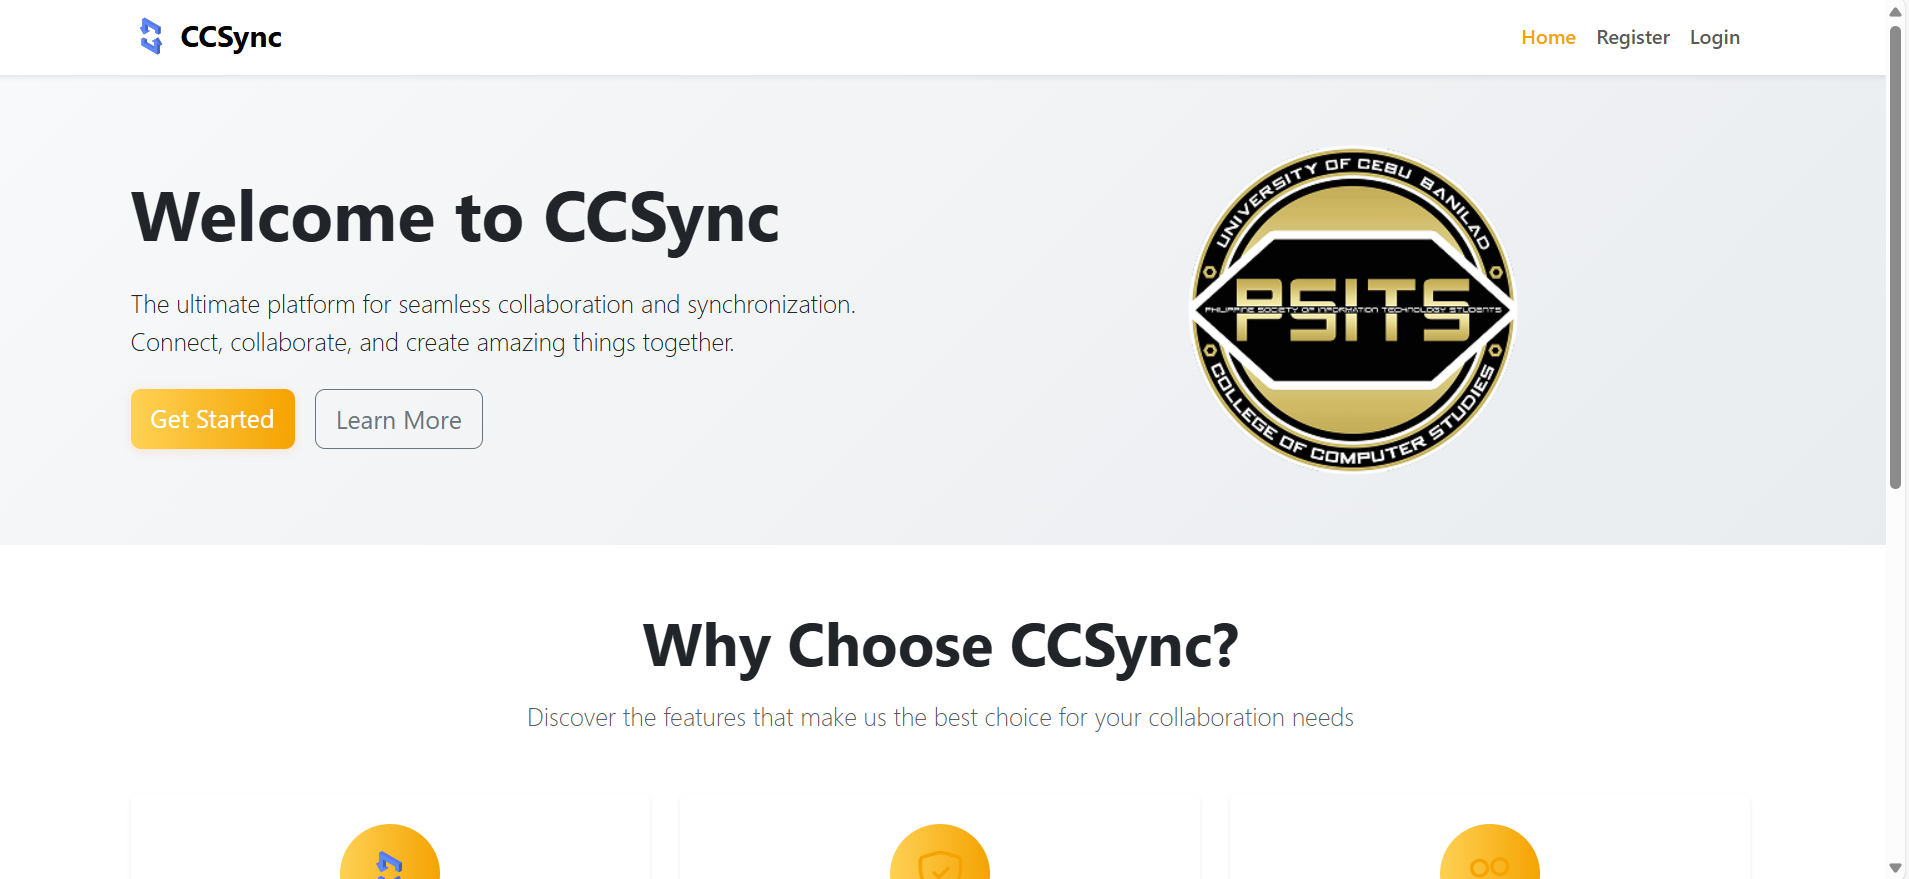 CCSync
Home Register Login
Welcome to CCSync
The ultimate platform for seamless collaboration and synchronization.
Connect, collaborate, and create amazing things together.
Get Started
Learn More
UNIVERSITY OF CEBU BANILAD
PSITS
PHILIPPINE SOCIETY OF INFORMATION TECHNOLOGY STUDENTS
COLLEGE OF COMPUTER STUDIES
Why Choose CCSync?
Discover the features that make us the best choice for your collaboration needs